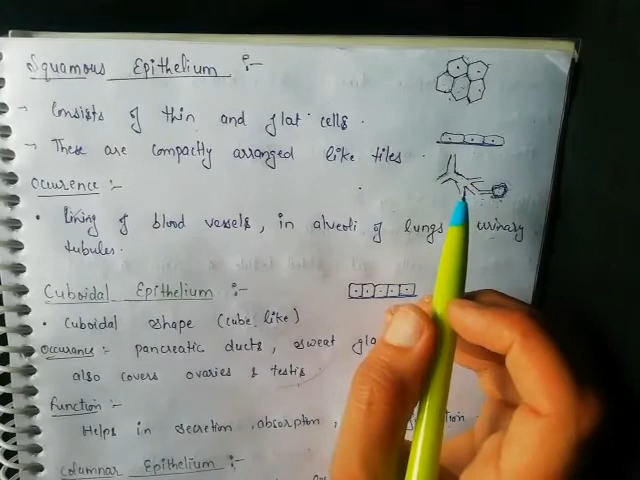 Squamous Epithelium :-
→ Consists of thin and flat cells.
→ These are compactly arranged like tiles.
Occurence :-
• Lining of blood vessels, in alveoli of lungs urinary
tubules.
Cuboidal Epithelium :-
• Cuboidal shape (cube like)
Occurance :- pancreatic ducts, sweat gla
also covers ovaries & testis
Function :-
Helps in secretion, absorption,
Columnar Epithelium :-